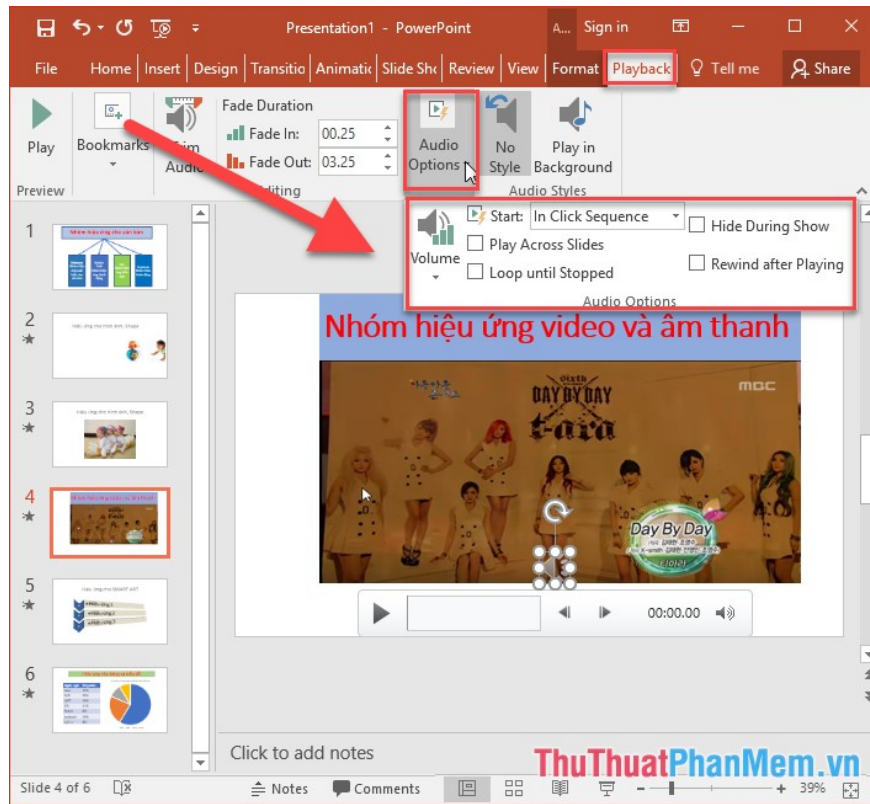 Presentation1 - PowerPoint
A... Sign in
File Home Insert Design Transitio Animatic Slide Sho Review View Format Playback Tell me Share
Play
Bookmarks
Trim Audio
Fade Duration
Fade In: 00.25
Fade Out: 03.25
Audio Options
No Style
Play in Background
Preview
Editing
Audio Styles
Volume
Start: In Click Sequence
Play Across Slides
Loop until Stopped
Hide During Show
Rewind after Playing
Audio Options
1
2
3
4
5
6
Nhóm hiệu ứng video và âm thanh
sixth
DAY BY DAY
t-ara
MBC
Day By Day
티아라
00:00.00
Click to add notes
ThuThuatPhanMem.vn
Slide 4 of 6
Notes
Comments
39%